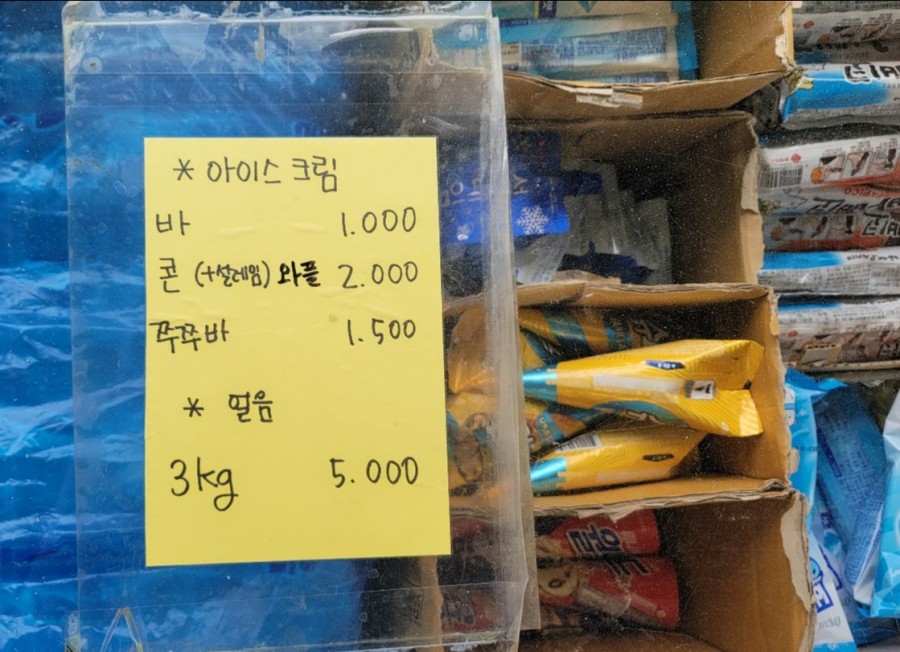 * 아이스크림
바 1.000
콘 (+설레임) 와플 2.000
쭈쭈바 1.500
* 얼음
3kg 5.000